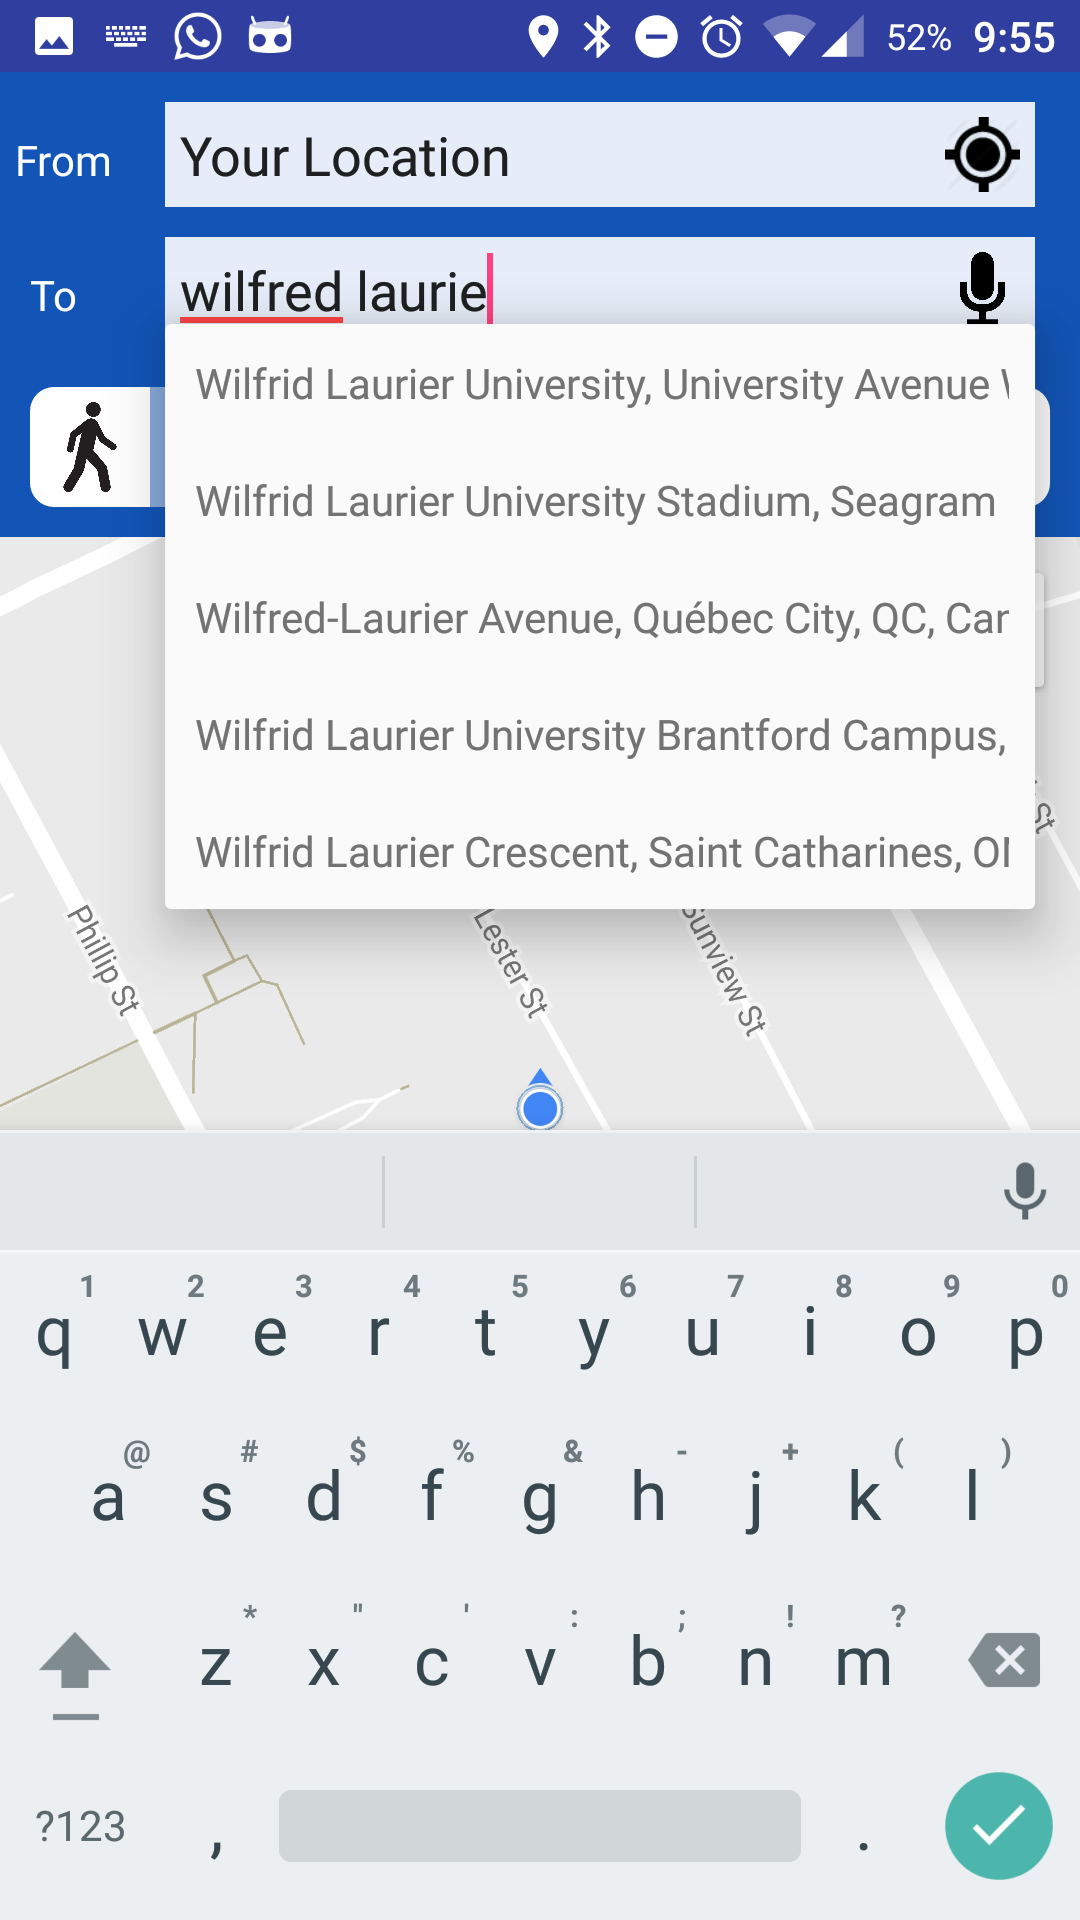 52% 9:55
From Your Location
To wilfred laurie
Wilfrid Laurier University, University Avenue
Wilfrid Laurier University Stadium, Seagram
Wilfred-Laurier Avenue, Québec City, QC,
Wilfrid Laurier University Brantford Campus,
Wilfrid Laurier Crescent, Saint Catharines,
St
Phillip St
Lester St
Sunview St
1 2 3 4 5 6 7 8 9 0
q w e r t y u i o p
@ # $ % & - + ( )
a s d f g h j k l
* " ' : ; ! ?
z x c v b n m
?123 , .